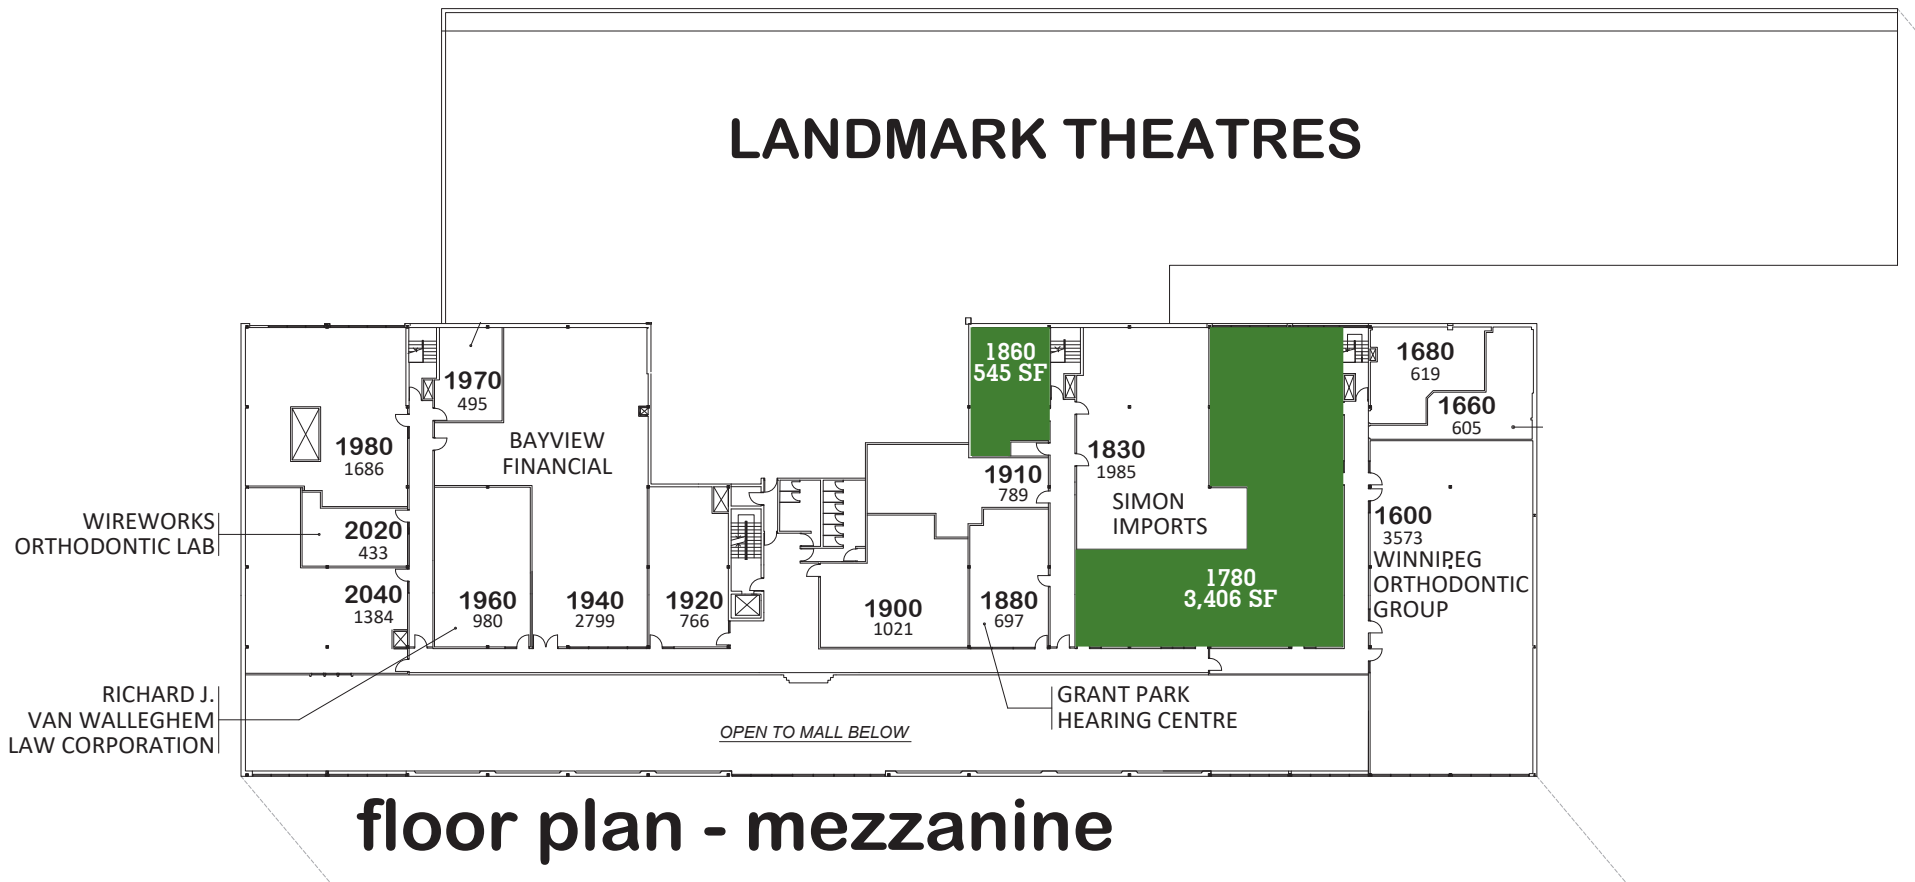 LANDMARK THEATRES
1970
495
BAYVIEW
FINANCIAL
1980
1686
WIREWORKS
ORTHODONTIC LAB
2020
433
2040
1384
1960
980
1940
2799
1920
766
RICHARD J.
VAN WALLEGHEM
LAW CORPORATION
1860
545 SF
1910
789
1900
1021
1880
697
GRANT PARK
HEARING CENTRE
1830
1985
SIMON
IMPORTS
1780
3,406 SF
1680
619
1660
605
1600
3573
WINNIPEG
ORTHODONTIC
GROUP
OPEN TO MALL BELOW
floor plan - mezzanine